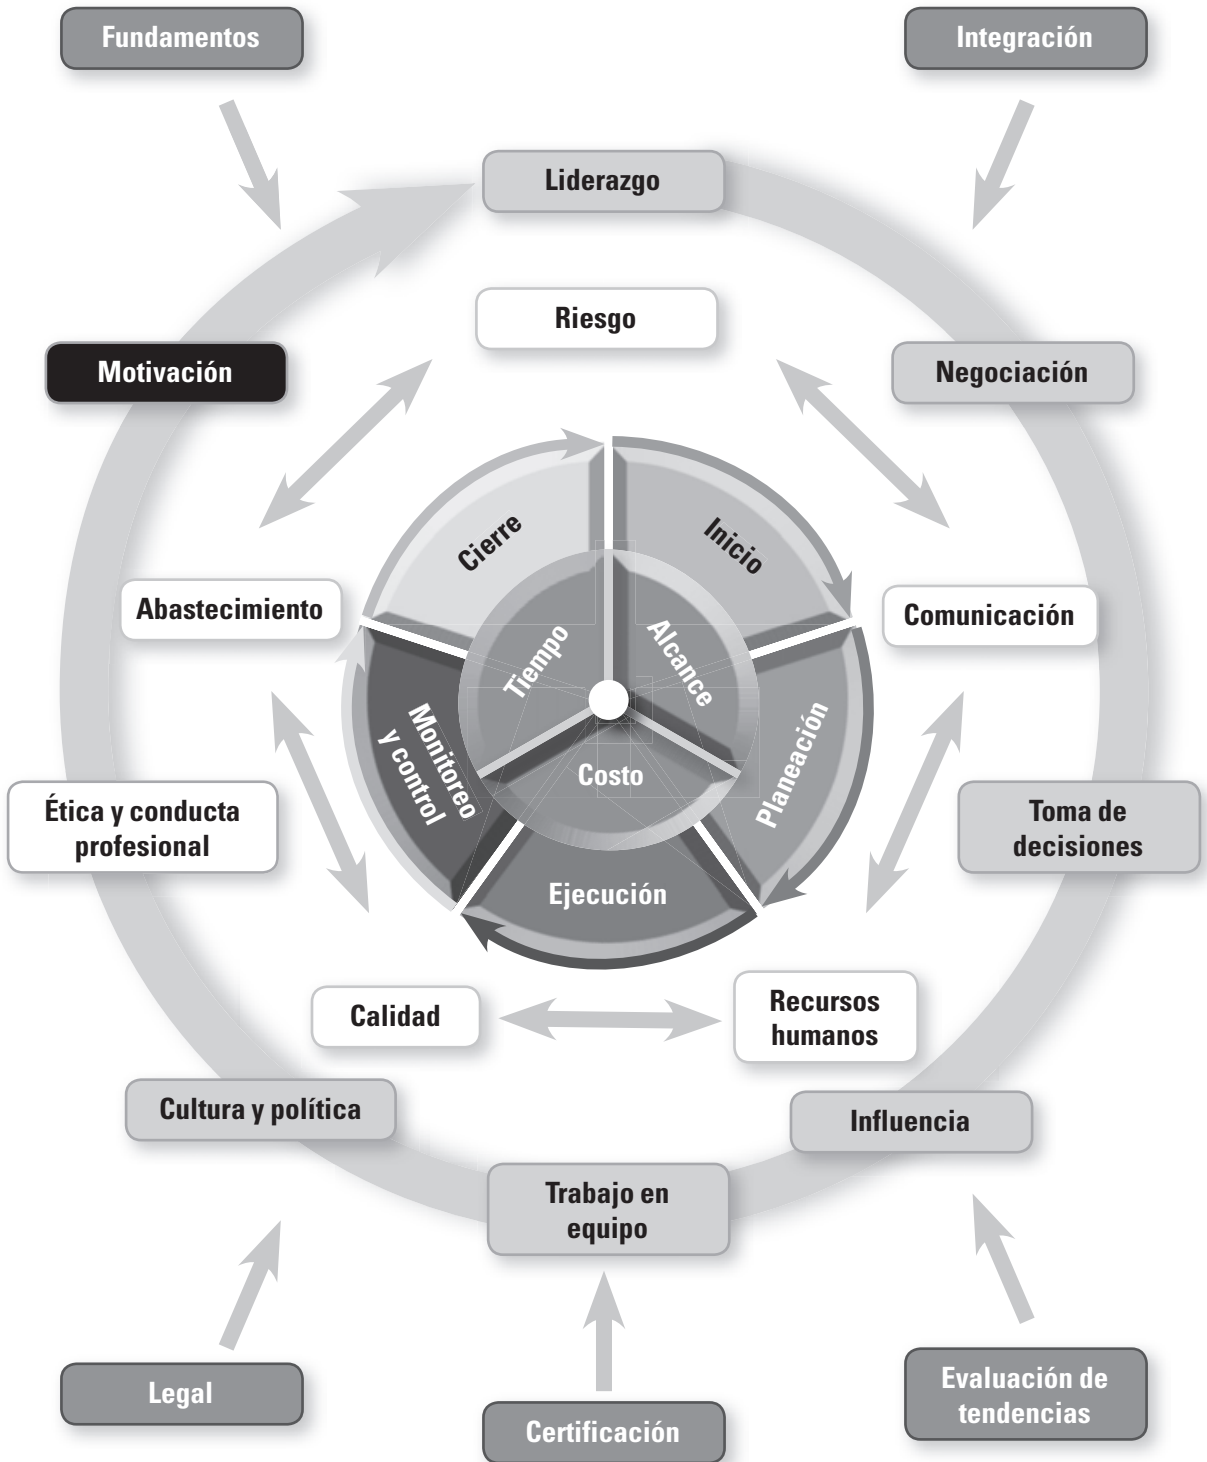 Fundamentos
Integración
Liderazgo
Riesgo
Motivación
Negociación
Cierre
Inicio
Abastecimiento
Comunicación
Tiempo
Alcance
Monitoreo
y control
Costo
Planeación
Ética y conducta
profesional
Toma de
decisiones
Ejecución
Calidad
Recursos
humanos
Cultura y política
Influencia
Trabajo en
equipo
Legal
Certificación
Evaluación de
tendencias